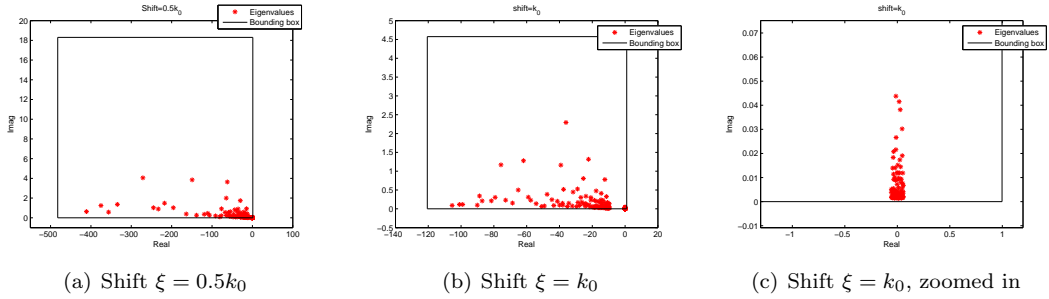 Shift=0.5k₀
20
18
16
14
12
10
8
6
4
2
0
-500
-400
-300
-200
-100
0
100
Imag
Real
Eigenvalues
Bounding box
(a) Shift ξ = 0.5k₀
shift=k₀
5
4.5
4
3.5
3
2.5
2
1.5
1
0.5
0
-0.5
-140
-120
-100
-80
-60
-40
-20
0
20
Imag
Real
Eigenvalues
Bounding box
(b) Shift ξ = k₀
shift=k₀
0.07
0.06
0.05
0.04
0.03
0.02
0.01
0
-0.01
-1
-0.5
0
0.5
1
Imag
Real
Eigenvalues
Bounding box
(c) Shift ξ = k₀, zoomed in